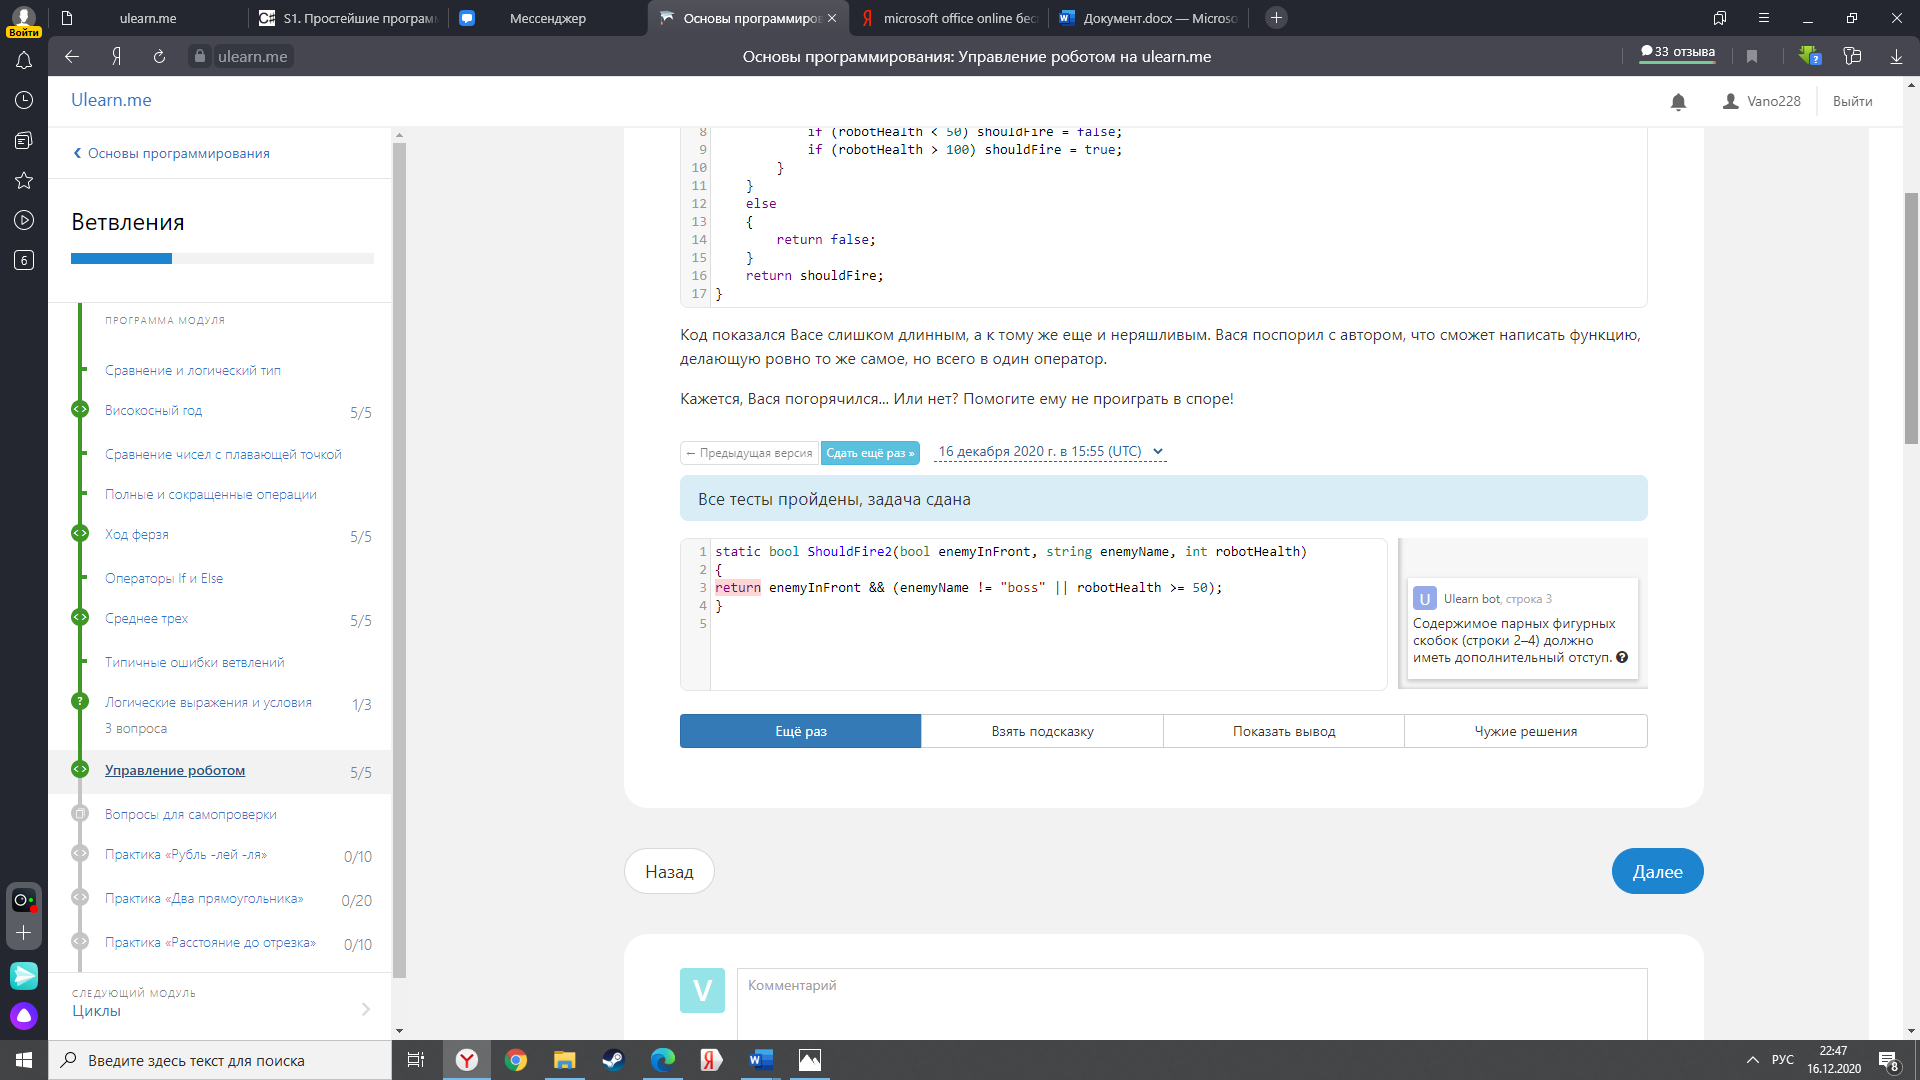 Войти
ulearn.me
S1. Простейшие програм
Мессенджер
Основы программиров
microsoft office online бес
Документ.docx — Microso
ulearn.me
Основы программирования: Управление роботом на ulearn.me
33 отзыва
6
Ulearn.me
Vano228
Выйти
Основы программирования
Ветвления
ПРОГРАММА МОДУЛЯ
Сравнение и логический тип
Високосный год 5/5
Сравнение чисел с плавающей точкой
Полные и сокращенные операции
Ход ферзя 5/5
Операторы If и Else
Среднее трех 5/5
Типичные ошибки ветвлений
Логические выражения и условия 1/3
3 вопроса
Управление роботом 5/5
Вопросы для самопроверки
Практика «Рубль -лей -ля» 0/10
Практика «Два прямоугольника» 0/20
Практика «Расстояние до отрезка» 0/10
СЛЕДУЮЩИЙ МОДУЛЬ
Циклы
8 if (robotHealth < 50) shouldFire = false;
9 if (robotHealth > 100) shouldFire = true;
10 }
11 }
12 else
13 {
14 return false;
15 }
16 return shouldFire;
17 }
Код показался Васе слишком длинным, а к тому же еще и неряшливым. Вася поспорил с автором, что сможет написать функцию,
делающую ровно то же самое, но всего в один оператор.
Кажется, Вася погорячился... Или нет? Помогите ему не проиграть в споре!
← Предыдущая версия
Сдать ещё раз »
16 декабря 2020 г. в 15:55 (UTC)
Все тесты пройдены, задача сдана
1 static bool ShouldFire2(bool enemyInFront, string enemyName, int robotHealth)
2 {
3 return enemyInFront && (enemyName != "boss" || robotHealth >= 50);
4 }
5
U Ulearn bot, строка 3
Содержимое парных фигурных
скобок (строки 2–4) должно
иметь дополнительный отступ.
Ещё раз
Взять подсказку
Показать вывод
Чужие решения
Назад
Далее
V
Комментарий
Введите здесь текст для поиска
РУС
22:47
16.12.2020
8